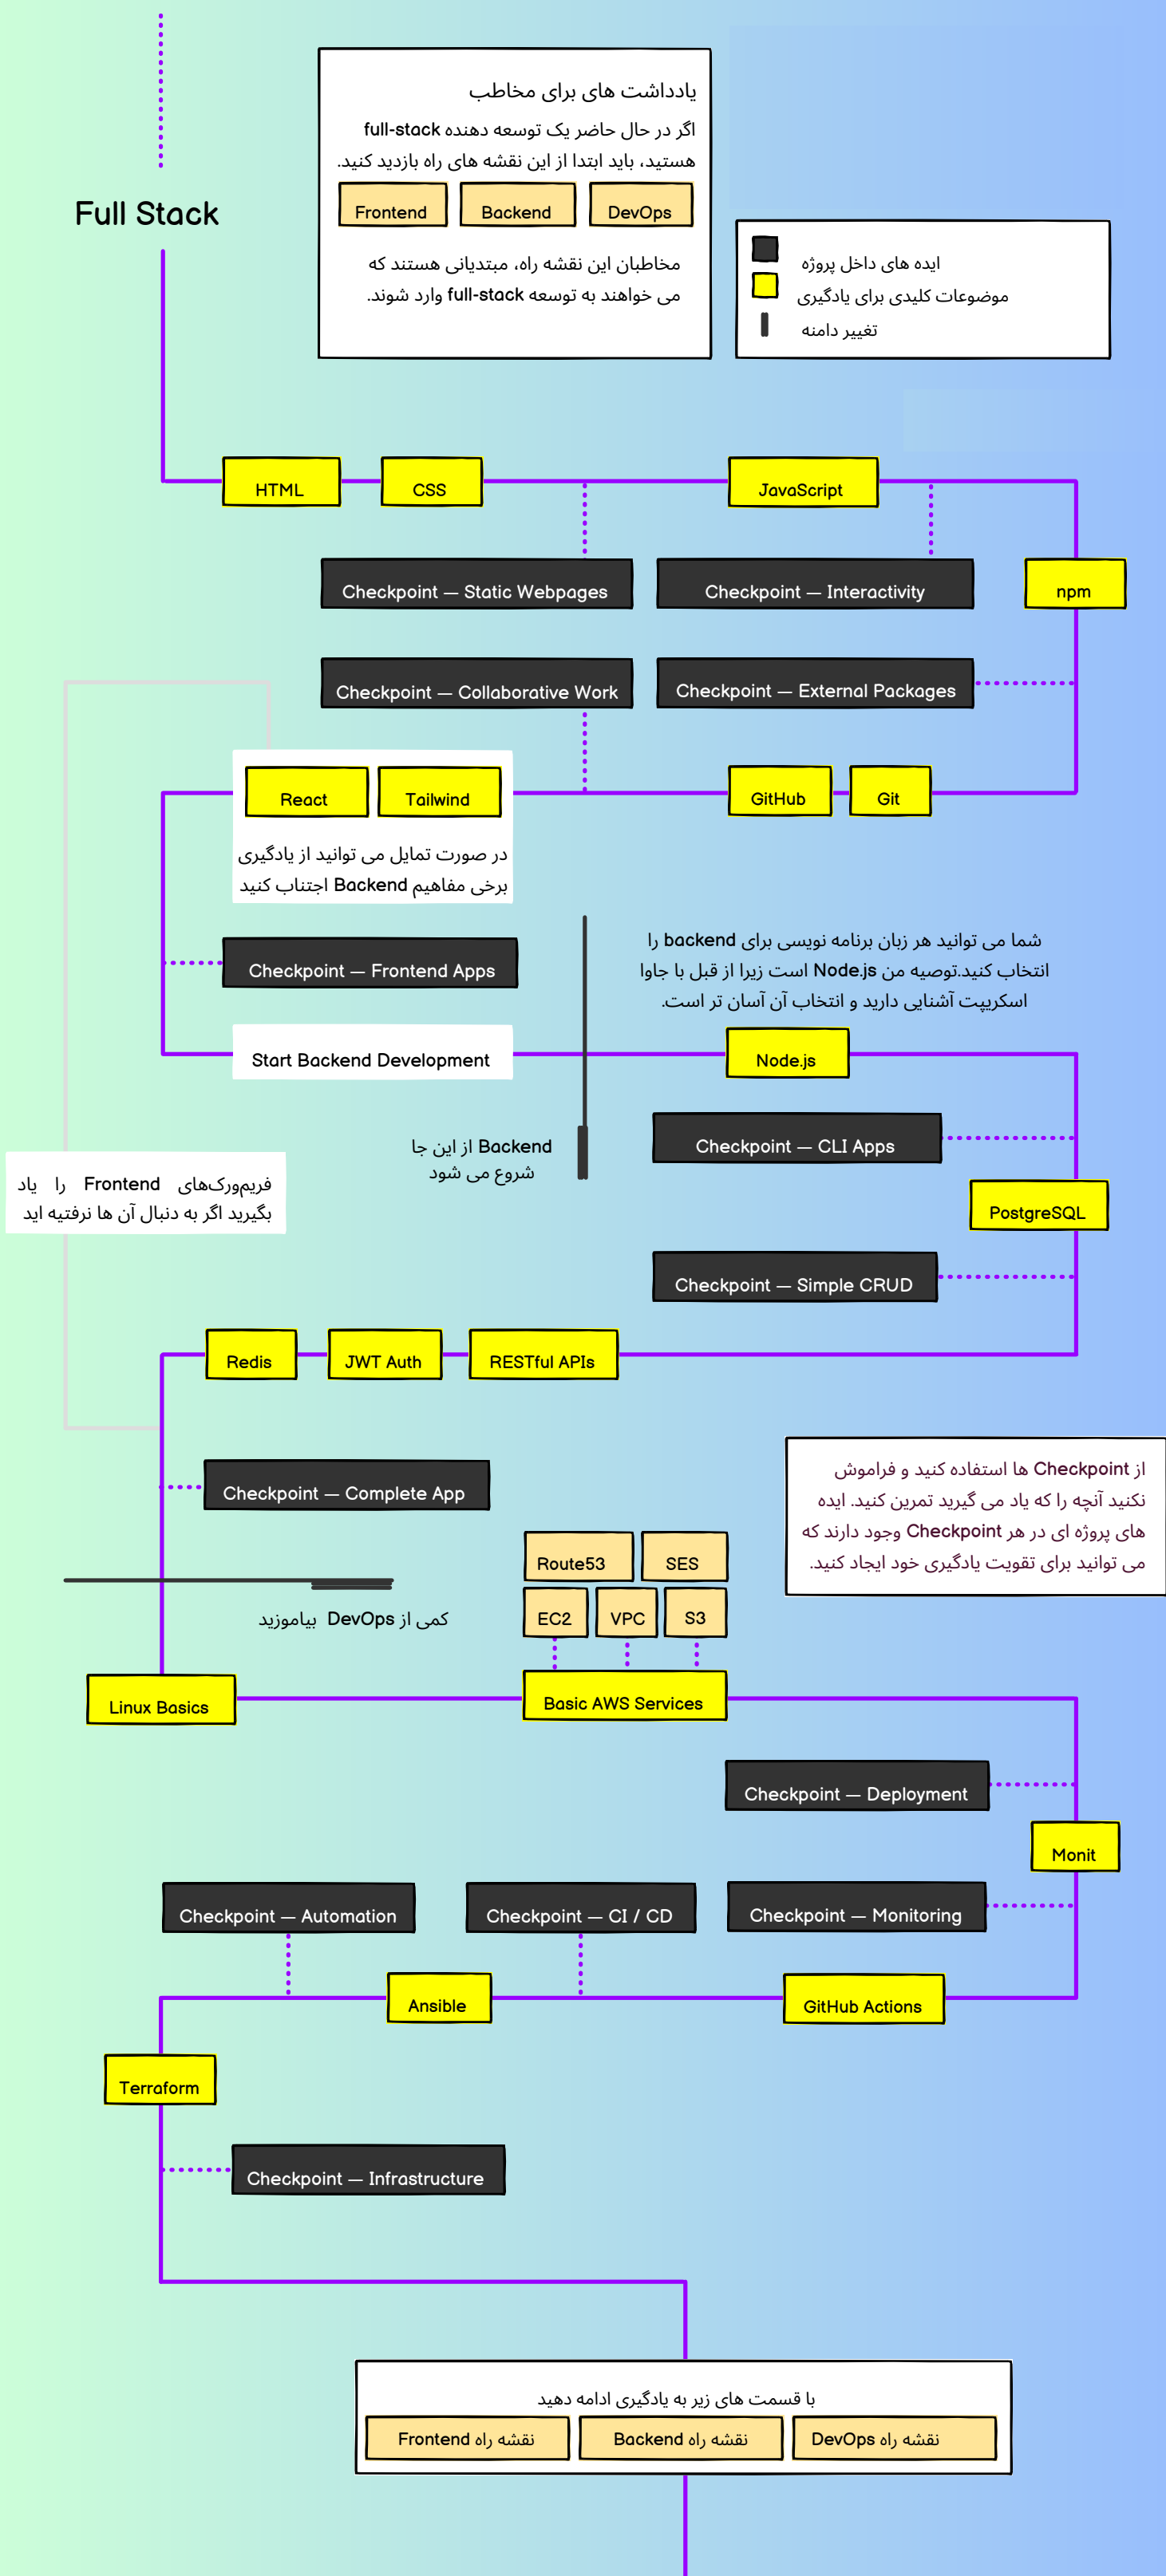 یادداشت های برای مخاطب
اگر در حال حاضر یک توسعه دهنده full-stack
هستید، باید ابتدا از این نقشه های راه بازدید کنید.
Frontend
Backend
DevOps
مخاطبان این نقشه راه، مبتدیانی هستند که
می خواهند به توسعه full-stack وارد شوند.
Full Stack
ایده های داخل پروژه
موضوعات کلیدی برای یادگیری
تغییر دامنه
HTML
CSS
JavaScript
Checkpoint — Static Webpages
Checkpoint — Interactivity
npm
Checkpoint — Collaborative Work
Checkpoint — External Packages
React
Tailwind
GitHub
Git
در صورت تمایل می توانید از یادگیری
برخی مفاهیم Backend اجتناب کنید
Checkpoint — Frontend Apps
شما می توانید هر زبان برنامه نویسی برای backend را
انتخاب کنید.توصیه من Node.js است زیرا از قبل با جاوا
اسکریپت آشنایی دارید و انتخاب آن آسان تر است.
Start Backend Development
Node.js
Backend از این جا
شروع می شود
Checkpoint — CLI Apps
فریم‌ورک‌های Frontend را یاد
بگیرید اگر به دنبال آن ها نرفتیه اید
PostgreSQL
Checkpoint — Simple CRUD
Redis
JWT Auth
RESTful APIs
از Checkpoint ها استفاده کنید و فراموش
نکنید آنچه را که یاد می گیرید تمرین کنید. ایده
های پروژه ای در هر Checkpoint وجود دارند که
می توانید برای تقویت یادگیری خود ایجاد کنید.
Checkpoint — Complete App
Route53
SES
کمی از DevOps بیاموزید
EC2
VPC
S3
Linux Basics
Basic AWS Services
Checkpoint — Deployment
Monit
Checkpoint — Automation
Checkpoint — CI / CD
Checkpoint — Monitoring
Ansible
GitHub Actions
Terraform
Checkpoint — Infrastructure
با قسمت های زیر به یادگیری ادامه دهید
نقشه راه Frontend
نقشه راه Backend
نقشه راه DevOps